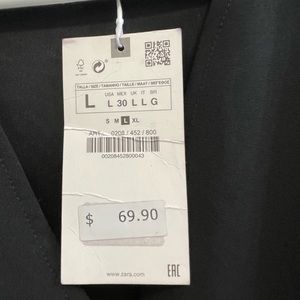 TALLA / SIZE / TAMANHO / TAILLE / MAAT / ΜΕΓΕΘΟΣ
L
USA MEX UK IT BR
L 30 L L G
S M L XL
ART. 0208 / 452 / 800
00208452800043
$ 69.90
www.zara.com
EAC